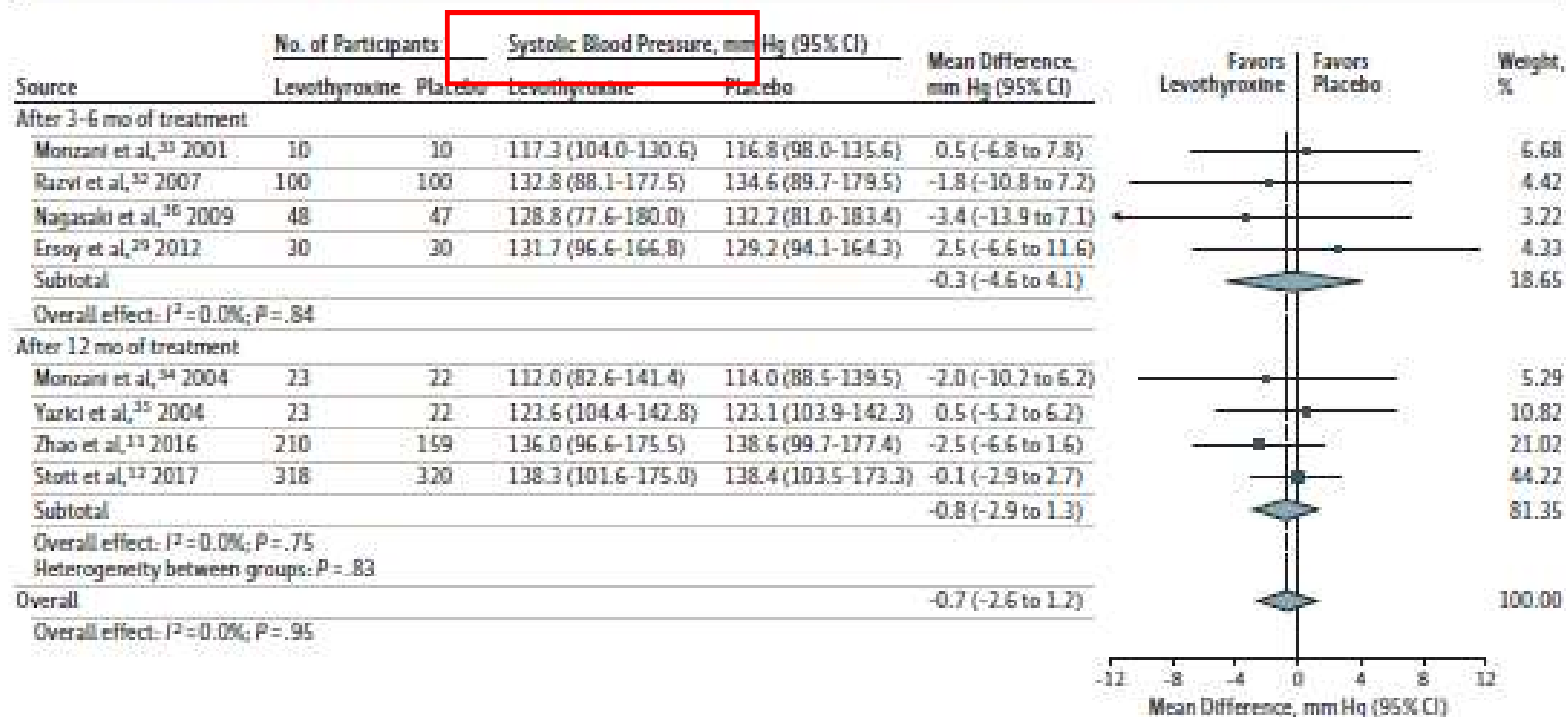 No. of Participants Systolic Blood Pressure, mm Hg (95% CI) Mean Difference, mm Hg (95% CI) Favors Levothyroxine Favors Placebo Weight, %
Source Levothyroxine Placebo Levothyroxine Placebo
After 3-6 mo of treatment
Monzani et al,33 2001 10 10 117.3 (104.0-130.6) 116.8 (98.0-135.6) 0.5 (-6.8 to 7.8) 6.68
Razvi et al,32 2007 100 100 132.8 (88.1-177.5) 134.6 (89.7-179.5) -1.8 (-10.8 to 7.2) 4.42
Nagasaki et al,36 2009 48 47 128.8 (77.6-180.0) 132.2 (81.0-183.4) -3.4 (-13.9 to 7.1) 3.22
Ersoy et al,29 2012 30 30 131.7 (96.6-166.8) 129.2 (94.1-164.3) 2.5 (-6.6 to 11.6) 4.33
Subtotal -0.3 (-4.6 to 4.1) 18.65
Overall effect: I2 = 0.0%; P = .84
After 12 mo of treatment
Monzani et al,34 2004 23 22 112.0 (82.6-141.4) 114.0 (88.5-139.5) -2.0 (-10.2 to 6.2) 5.29
Yazici et al,35 2004 23 22 123.6 (104.4-142.8) 123.1 (103.9-142.3) 0.5 (-5.2 to 6.2) 10.82
Zhao et al,11 2016 210 159 136.0 (96.6-175.5) 138.6 (99.7-177.4) -2.5 (-6.6 to 1.6) 21.02
Stott et al,12 2017 318 320 138.3 (101.6-175.0) 138.4 (103.5-173.3) -0.1 (-2.9 to 2.7) 44.22
Subtotal -0.8 (-2.9 to 1.3) 81.35
Overall effect: I2 = 0.0%; P = .75
Heterogeneity between groups: P = .83
Overall -0.7 (-2.6 to 1.2) 100.00
Overall effect: I2 = 0.0%; P = .95
-12 -8 -4 0 4 8 12
Mean Difference, mm Hg (95% CI)